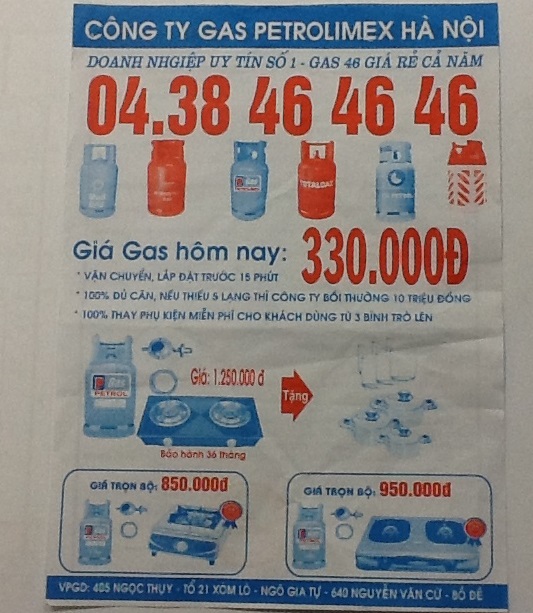 CÔNG TY GAS PETROLIMEX HÀ NỘI
DOANH NHGIỆP UY TÍN SỐ 1 - GAS 46 GIÁ RẺ CẢ NĂM
04.38 46 46 46
TOTALGAZ
Giá Gas hôm nay: 330.000Đ
* VẬN CHUYỂN, LẮP ĐẶT TRƯỚC 15 PHÚT
* 100% ĐỦ CÂN, NẾU THIẾU 5 LẠNG THÌ CÔNG TY BỒI THƯỜNG 10 TRIỆU ĐỒNG
* 100% THAY PHỤ KIỆN MIỄN PHÍ CHO KHÁCH DÙNG TỪ 3 BÌNH TRỞ LÊN
Gas
PETROL
Giá: 1.250.000 đ
Tặng
Bảo hành 36 tháng
GIÁ TRỌN BỘ: 850.000đ
GIÁ TRỌN BỘ: 950.000đ
VPGD: 405 NGỌC THỤY - TỔ 21 XÓM LÒ - NGÔ GIA TỰ - 640 NGUYỄN VĂN CỪ - BỒ ĐỀ